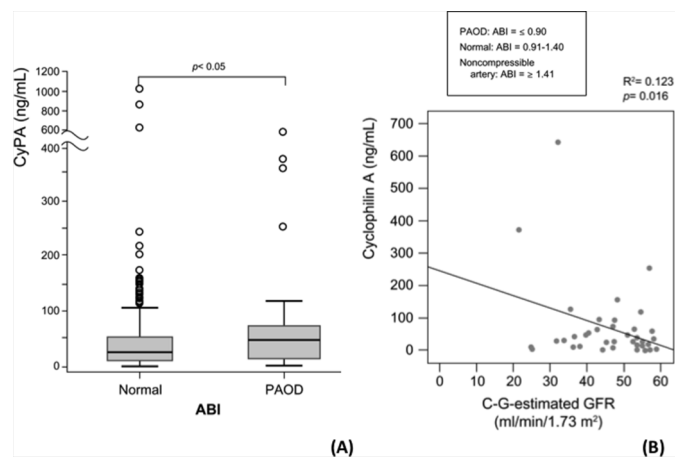 PAOD: ABI = ≤ 0.90
Normal: ABI = 0.91-1.40
Noncompressible
artery: ABI = ≥ 1.41
p< 0.05
CyPA (ng/mL)
1200
1000
800
600
400
300
200
100
0
Normal
PAOD
ABI
(A)
R²= 0.123
p= 0.016
Cyclophilin A (ng/mL)
700
600
500
400
300
200
100
0
0 10 20 30 40 50 60
C-G-estimated GFR
(ml/min/1.73 m²)
(B)